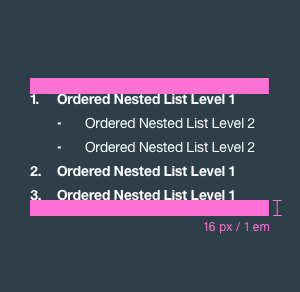 1. Ordered Nested List Level 1
- Ordered Nested List Level 2
- Ordered Nested List Level 2
2. Ordered Nested List Level 1
3. Ordered Nested List Level 1
16 px / 1 em